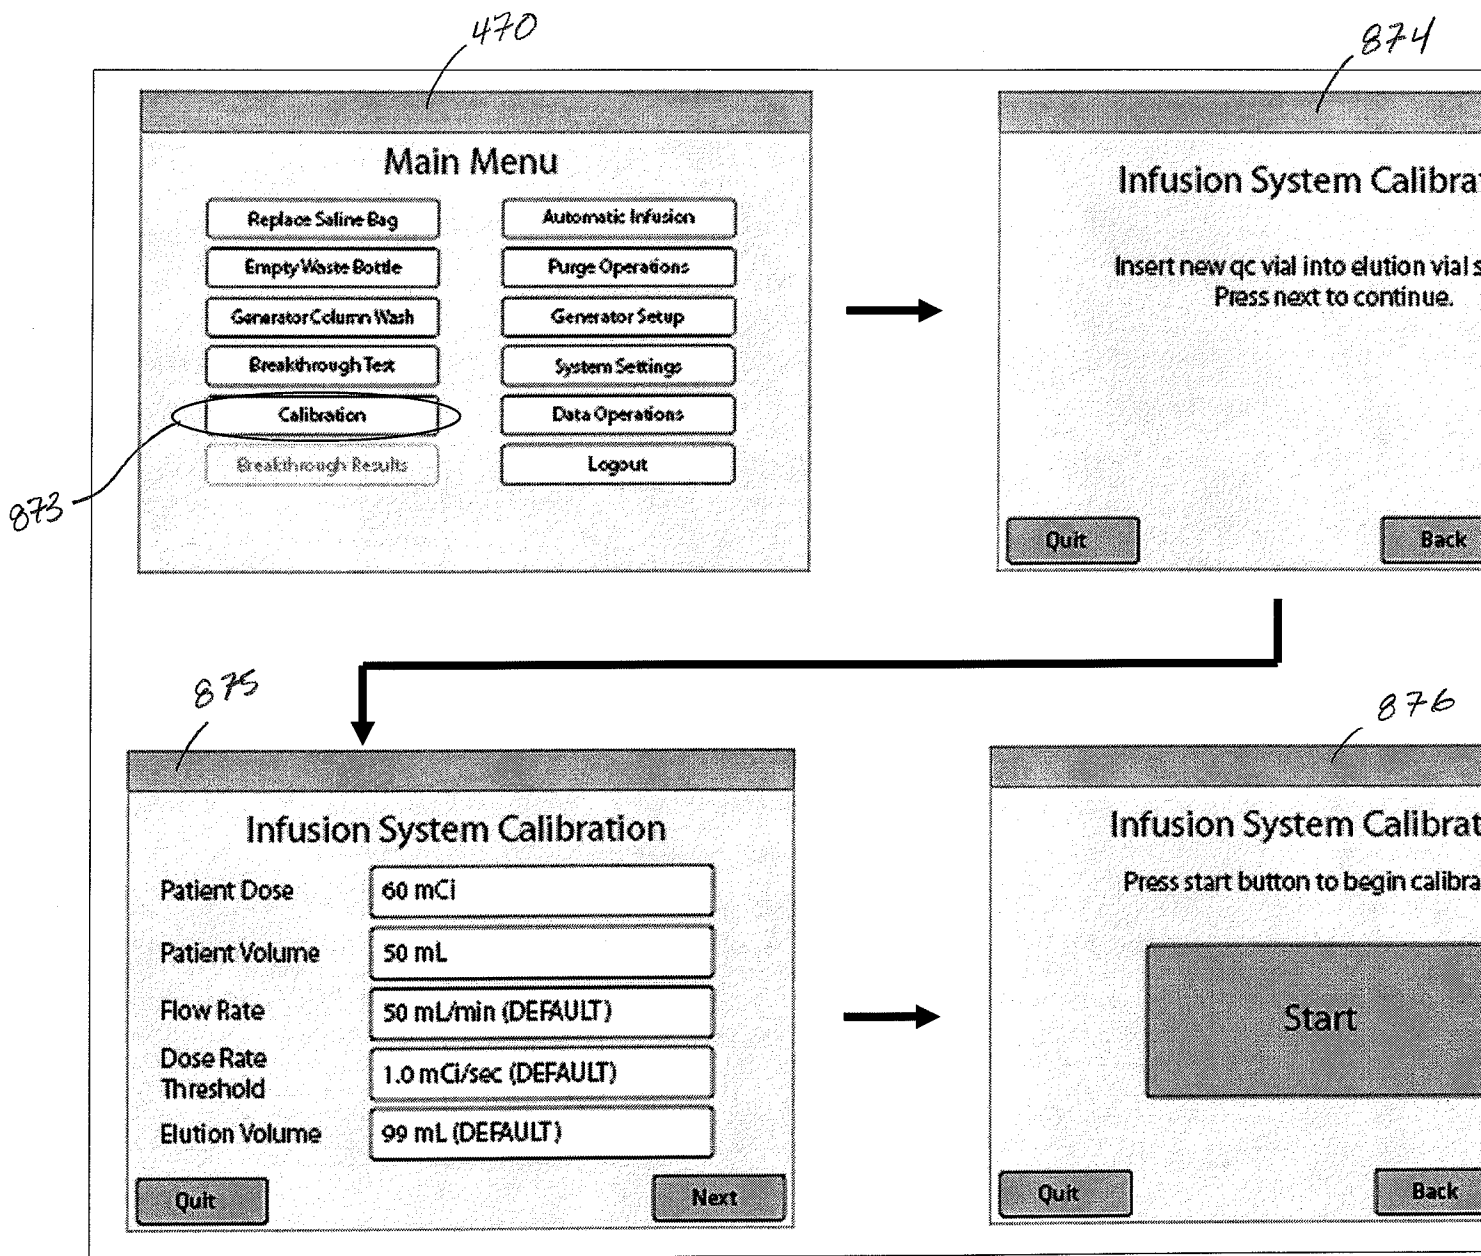 470
874
Main Menu
Replace Saline Bag
Automatic Infusion
Empty Waste Bottle
Purge Operations
Generator Column Wash
Generator Setup
Breakthrough Test
System Settings
Calibration
Data Operations
Breakthrough Results
Logout
873
Infusion System Calibrat
Insert new qc vial into elution vial s
Press next to continue.
Quit
Back
875
876
Infusion System Calibration
Patient Dose
60 mCi
Patient Volume
50 mL
Flow Rate
50 mL/min (DEFAULT)
Dose Rate
Threshold
1.0 mCi/sec (DEFAULT)
Elution Volume
99 mL (DEFAULT)
Quit
Next
Infusion System Calibrat
Press start button to begin calibra
Start
Quit
Back